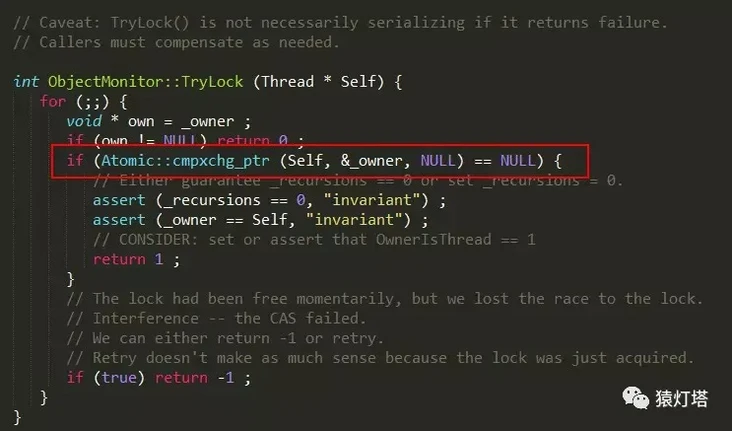 // Caveat: TryLock() is not necessarily serializing if it returns failure.
// Callers must compensate as needed.
int ObjectMonitor::TryLock (Thread * Self) {
for (;;) {
void * own = _owner ;
if (own != NULL) return 0 ;
if (Atomic::cmpxchg_ptr (Self, &_owner, NULL) == NULL) {
// Either guarantee _recursions == 0 or set _recursions = 0.
assert (_recursions == 0, "invariant") ;
assert (_owner == Self, "invariant") ;
// CONSIDER: set or assert that OwnerIsThread == 1
return 1 ;
}
// The lock had been free momentarily, but we lost the race to the lock.
// Interference -- the CAS failed.
// We can either return -1 or retry.
// Retry doesn't make as much sense because the lock was just acquired.
if (true) return -1 ;
}
}
猿灯塔